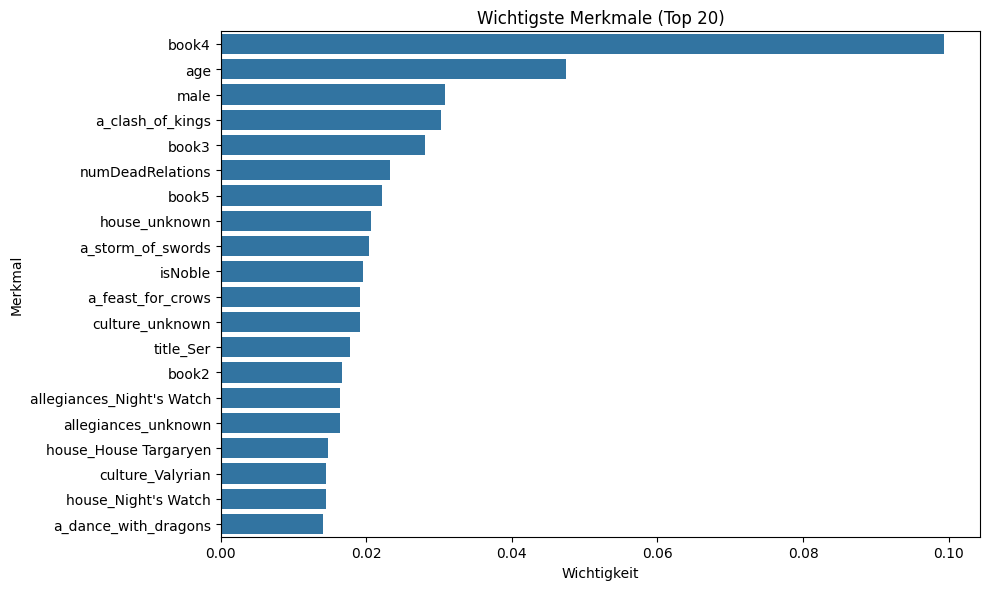 Wichtigste Merkmale (Top 20)
Merkmal
book4
age
male
a_clash_of_kings
book3
numDeadRelations
book5
house_unknown
a_storm_of_swords
isNoble
a_feast_for_crows
culture_unknown
title_Ser
book2
allegiances_Night's Watch
allegiances_unknown
house_House Targaryen
culture_Valyrian
house_Night's Watch
a_dance_with_dragons
0.00 0.02 0.04 0.06 0.08 0.10
Wichtigkeit